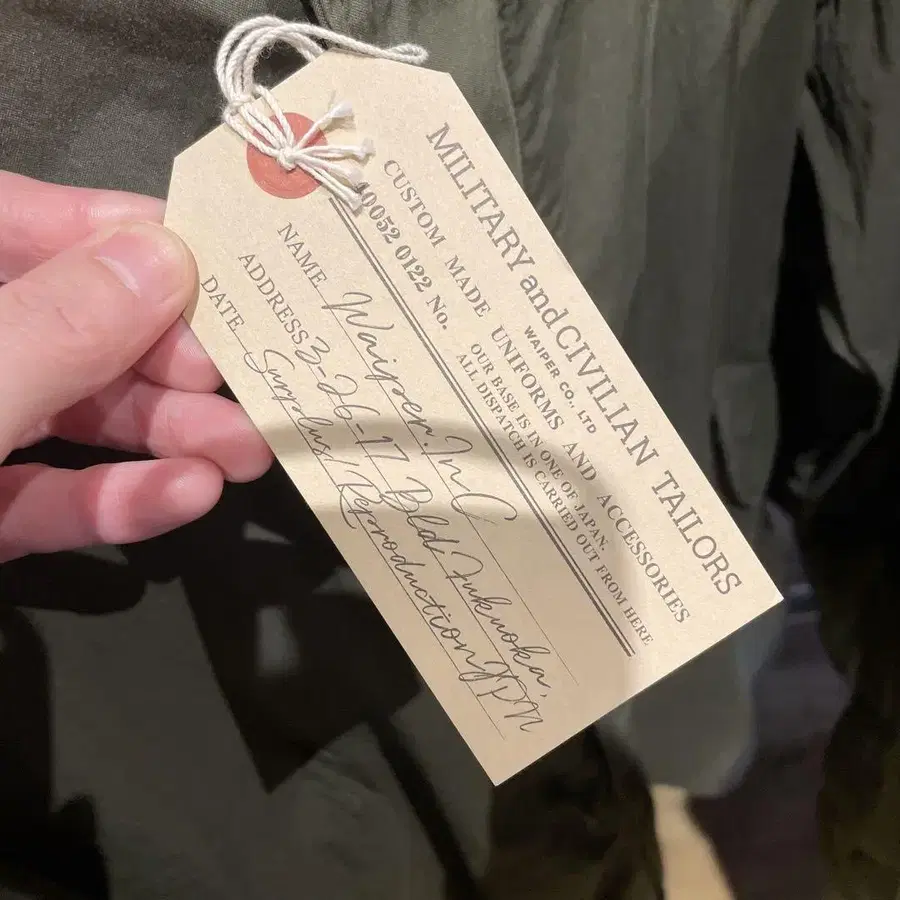 MILITARY and CIVILIAN TAILORS
WAIPER CO., LTD
CUSTOM MADE UNIFORMS AND ACCESSORIES
OUR BASE IS IN ONE OF JAPAN.
ALL DISPATCH IS CARRIED OUT FROM HERE
0052 0122 No.
NAME Waiper.Inc
ADDRESS 3-26-17 Bld, Fukuoka,
DATE Surplus/Reproduction JPN